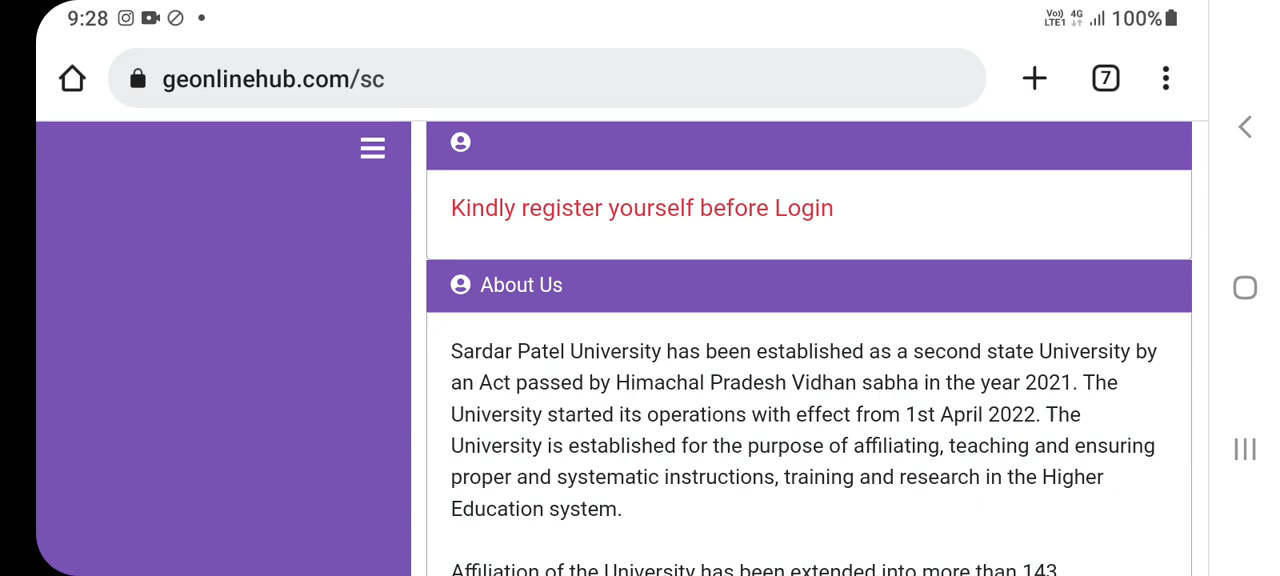 9:28
Vo)) 4G 100%
LTE1
geonlinehub.com/sc
7
Kindly register yourself before Login
About Us
Sardar Patel University has been established as a second state University by
an Act passed by Himachal Pradesh Vidhan sabha in the year 2021. The
University started its operations with effect from 1st April 2022. The
University is established for the purpose of affiliating, teaching and ensuring
proper and systematic instructions, training and research in the Higher
Education system.
Affiliation of the University has been extended into more than 143